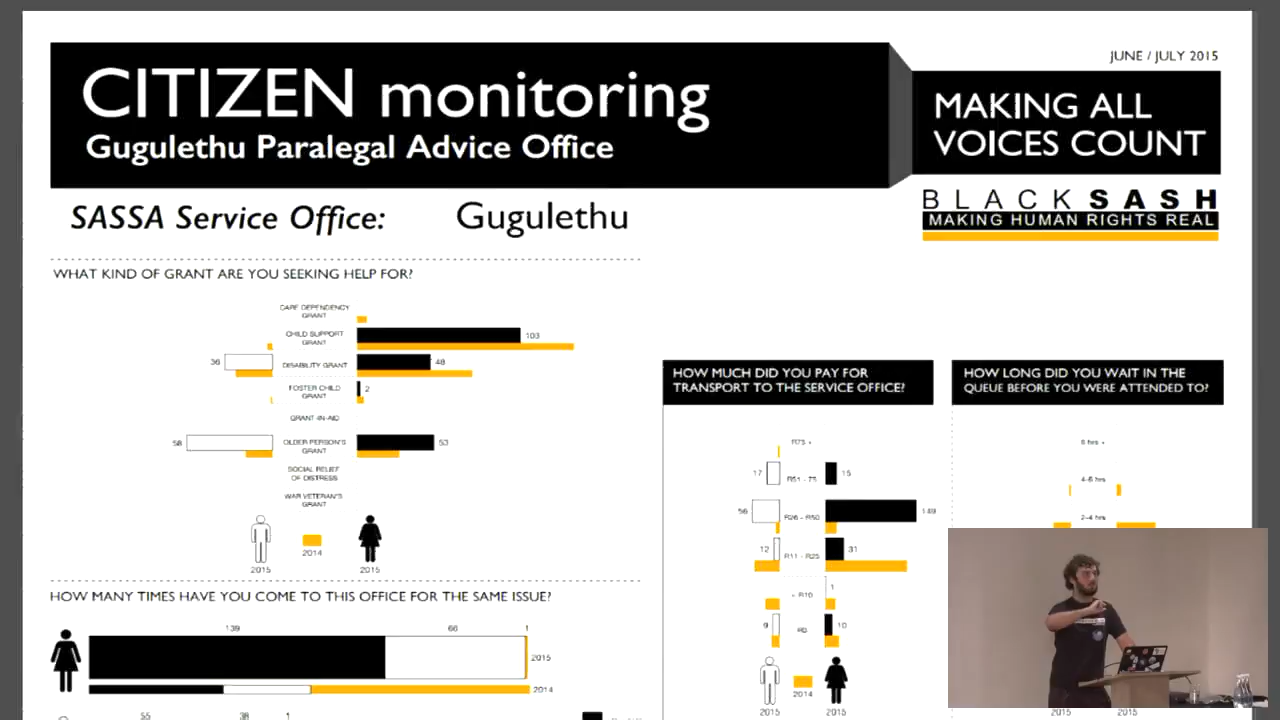 JUNE / JULY 2015
CITIZEN monitoring
Gugulethu Paralegal Advice Office
MAKING ALL
VOICES COUNT
BLACKSASH
MAKING HUMAN RIGHTS REAL
SASSA Service Office: Gugulethu
WHAT KIND OF GRANT ARE YOU SEEKING HELP FOR?
CARE DEPENDENCY
GRANT
CHILD SUPPORT
GRANT
103
36
DISABILITY GRANT
48
FOSTER CHILD
GRANT
2
GRANT-IN-AID
58
OLDER PERSON'S
GRANT
53
SOCIAL RELIEF
OF DISTRESS
WAR VETERAN'S
GRANT
2014
2015
2015
HOW MANY TIMES HAVE YOU COME TO THIS OFFICE FOR THE SAME ISSUE?
139
66
1
2015
2014
55
38
1
HOW MUCH DID YOU PAY FOR
TRANSPORT TO THE SERVICE OFFICE?
R75 +
17
R51 - 75
15
56
R26 - R50
149
12
R11 - R25
31
< R10
1
9
R0
10
2014
2015
2015
HOW LONG DID YOU WAIT IN THE
QUEUE BEFORE YOU WERE ATTENDED TO?
4-6 hrs
2-4 hrs
2015
2015